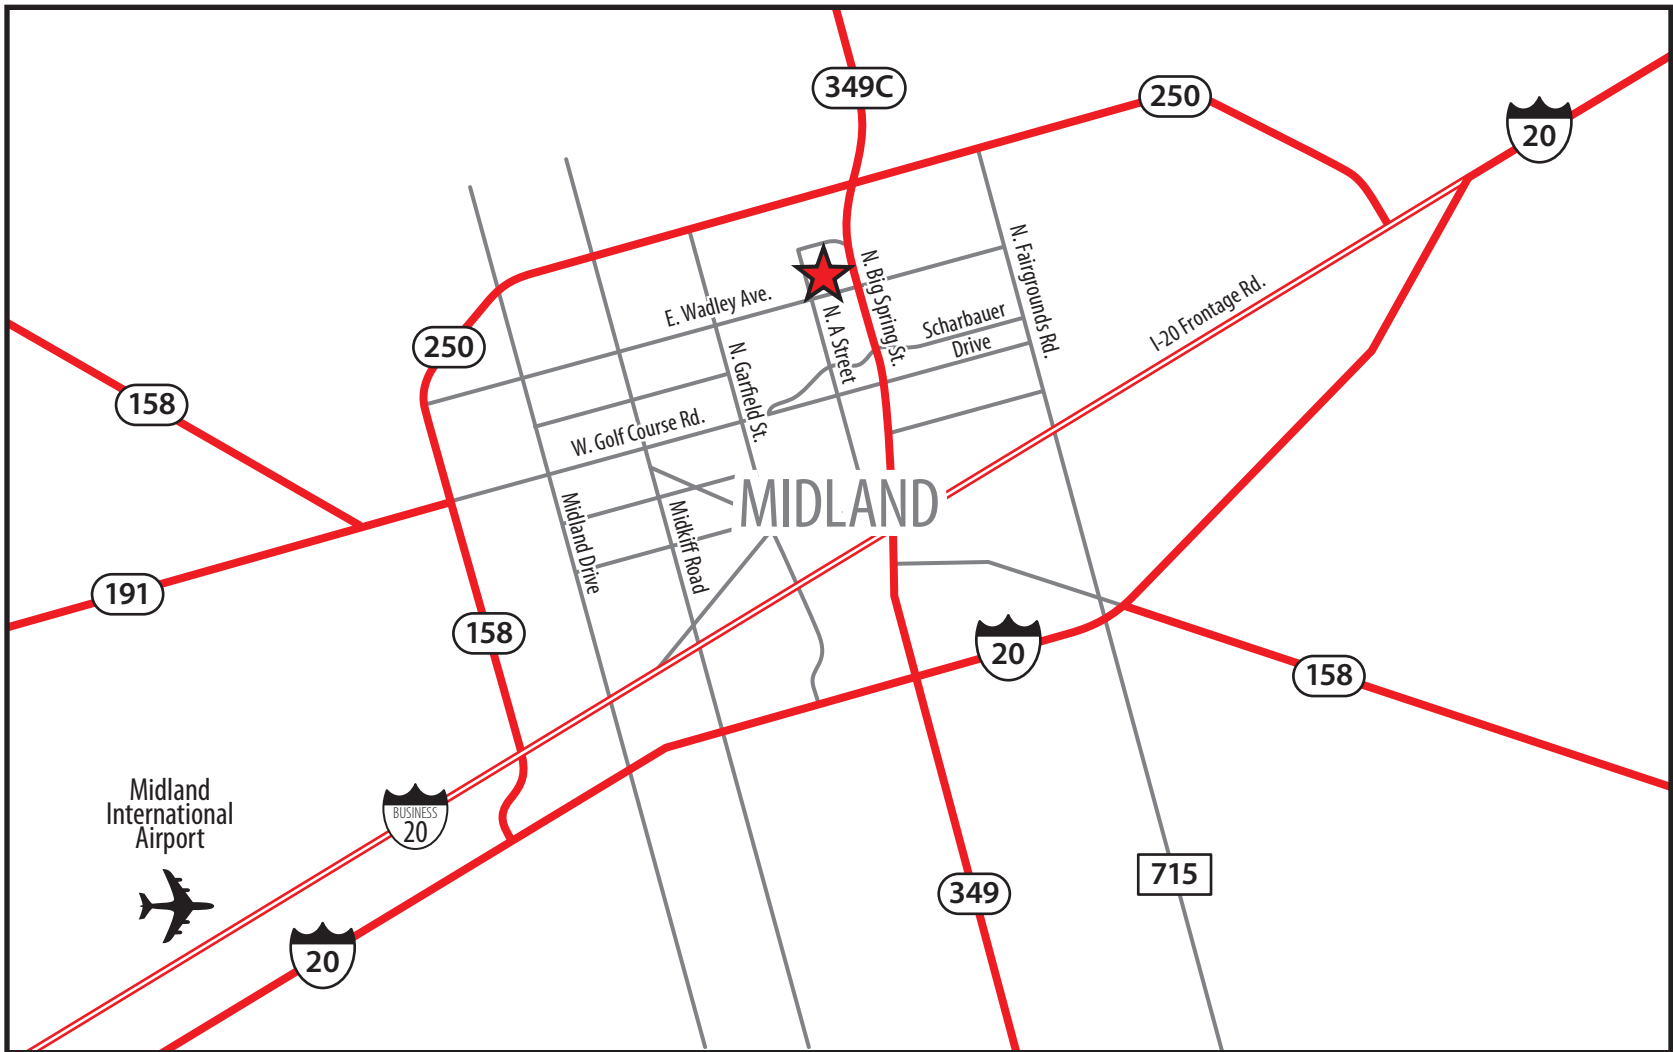 349C
250
20
N. Fairgrounds Rd.
N. Big Spring St.
E. Wadley Ave.
I-20 Frontage Rd.
N. A Street
Scharbauer
Drive
250
N. Garfield St.
158
W. Golf Course Rd.
MIDLAND
Midland Drive
Midkiff Road
191
158
20
158
Midland
International
Airport
BUSINESS
20
715
349
20